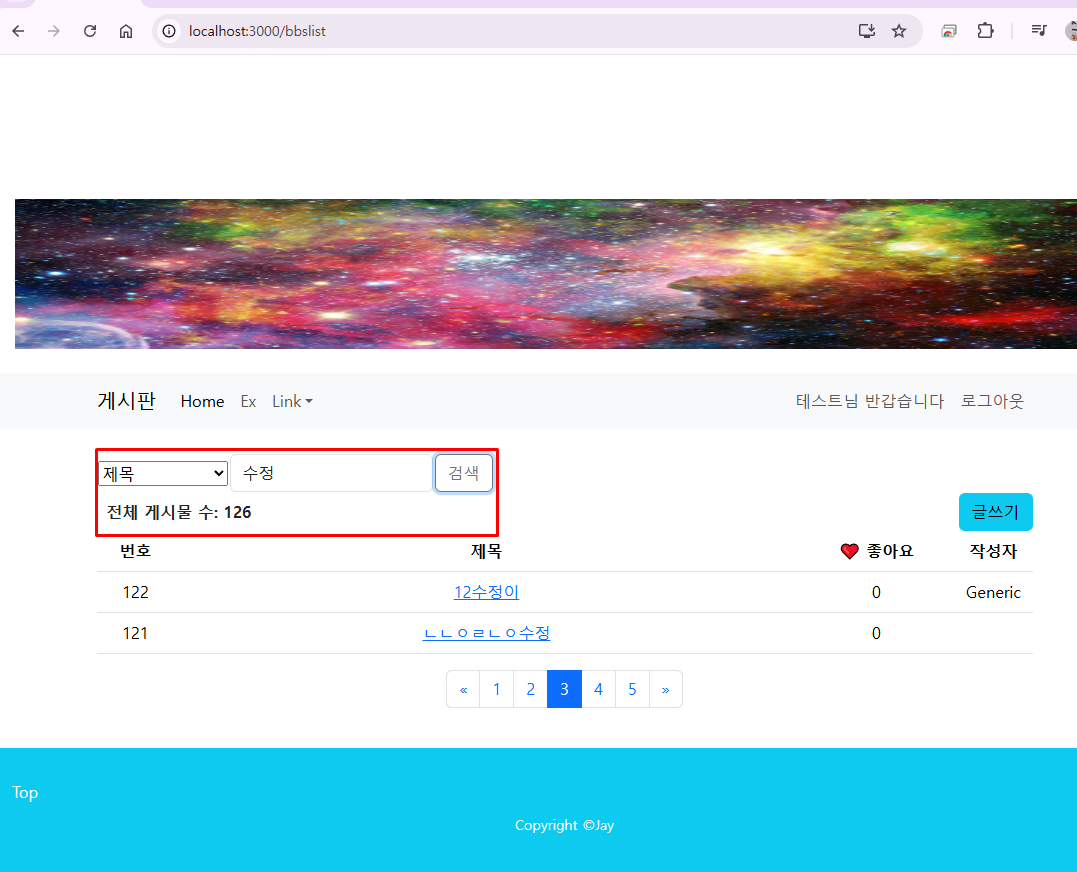 localhost:3000/bbslist
게시판 Home Ex Link 테스트님 반갑습니다 로그아웃
제목 수정 검색
전체 게시물 수: 126 글쓰기
번호 제목 ❤️ 좋아요 작성자
122 12수정이 0 Generic
121 ㄴㄴㅇㄹㄴㅇ수정 0
« 1 2 3 4 5 »
Top
Copyright ©Jay